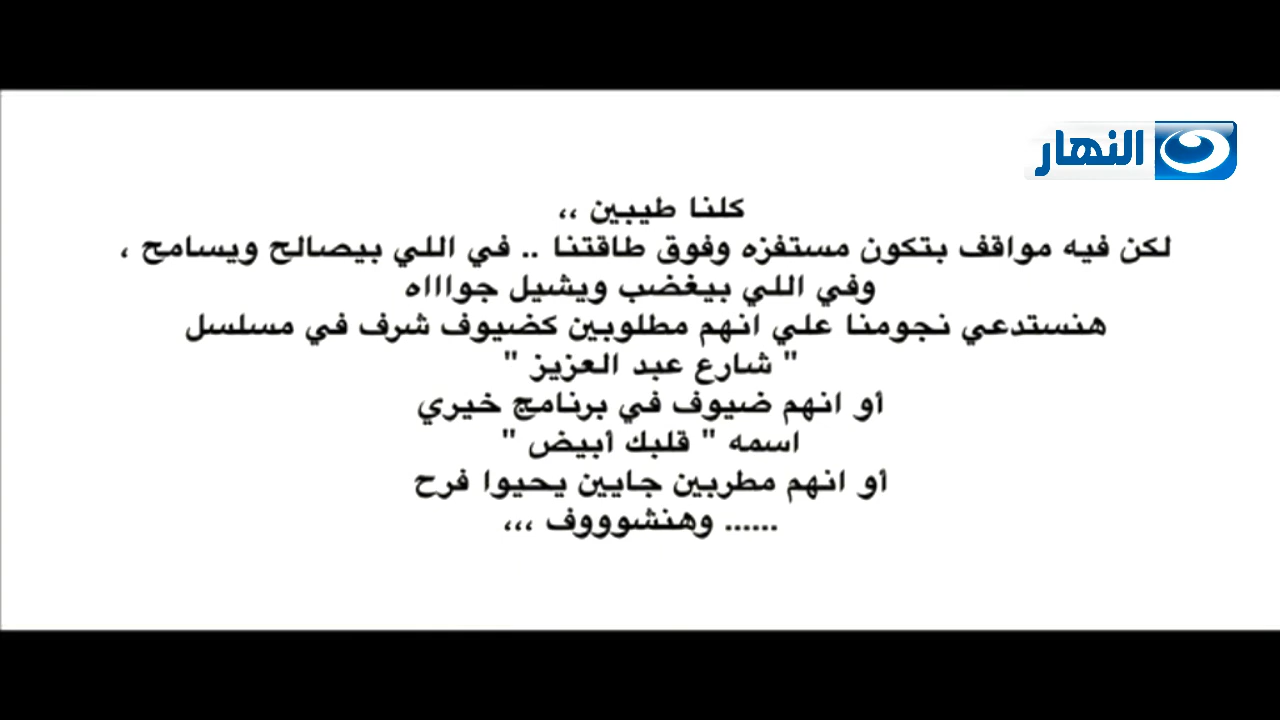 النهار
كلنا طيبين ،،
لكن فيه مواقف بتكون مستفزه وفوق طاقتنا .. في اللي بيصالح ويسامح ،
وفي اللي بيغضب ويشيل جواااه
هنستدعي نجومنا علي انهم مطلوبين كضيوف شرف في مسلسل
" شارع عبد العزيز "
أو انهم ضيوف في برنامج خيري
اسمه " قلبك أبيض "
أو انهم مطربين جايين يحيوا فرح
...... وهنشوووف ،،،